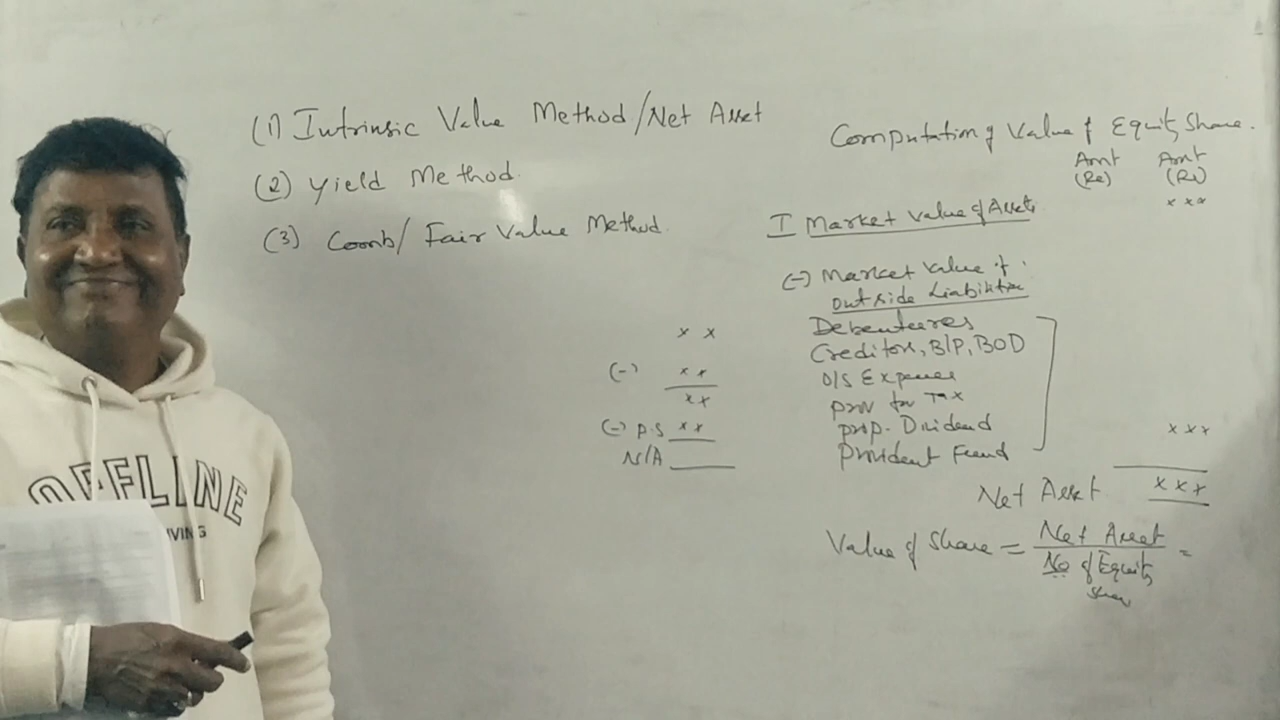 (1) Intrinsic Value Method/Net Asset
(2) Yield Method.
(3) Comb/ Fair Value Method.
Computation of Value of Equity Share.
Amt Amt
(Rs) (Rs)
I Market Value of Assets x x x
(-) Market Value of
outside Liabilities
Debentures
Creditors, B/P, BOD
O/S Expenses
prov for Tax
prop. Dividend x x x
Provident Fund
Net Asset x x x
Value of Share = Net Asset =
No of Equity
Share
x x
(-) x x
x x
(-) P.S x x
N/A
OFFLINE